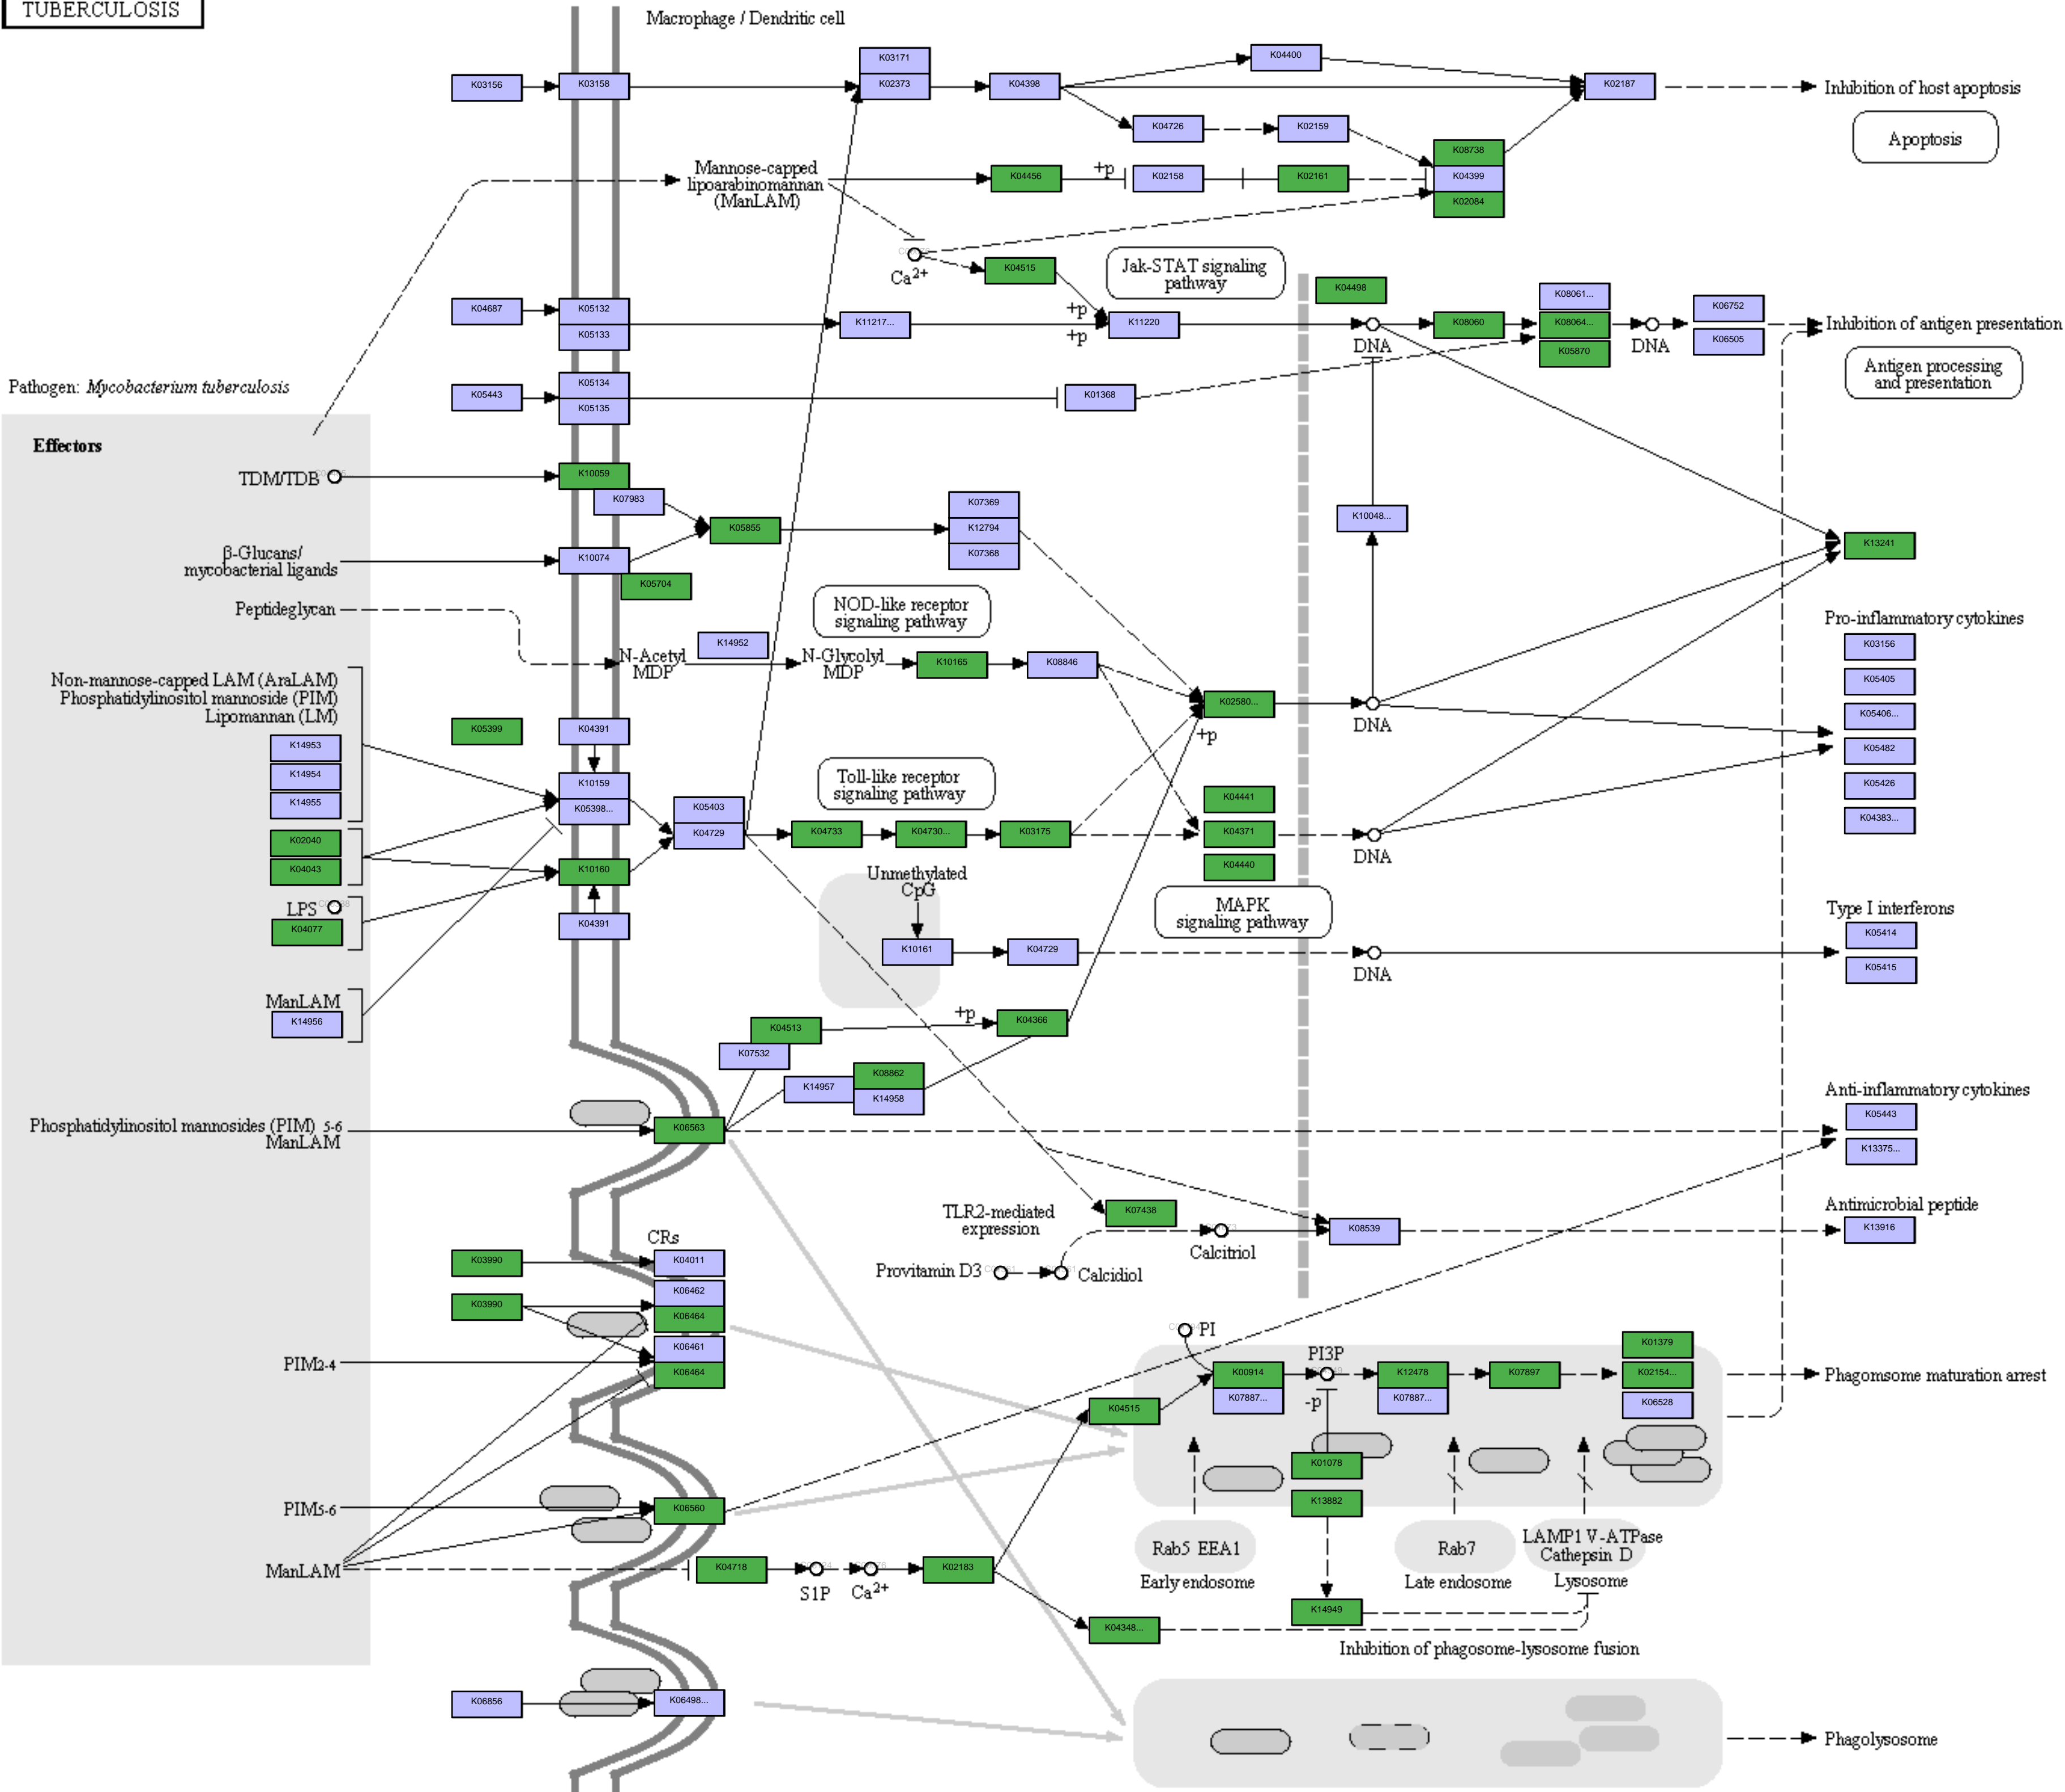 TUBERCULOSIS
Macrophage / Dendritic cell
K03171
K04400
K03156
K03158
K02373
K04398
K02187
Inhibition of host apoptosis
K04726
K02159
Apoptosis
K08738
Mannose-capped
lipoarabinomannan
(ManLAM)
K04456
+p
K02158
K02161
K04399
K02084
Ca2+
K04515
Jak-STAT signaling
pathway
K04498
K08061...
K06752
K04687
K05132
K05133
K11217...
+p
+p
K11220
DNA
K08060
K08064...
DNA
K06505
Inhibition of antigen presentation
K05870
Antigen processing
and presentation
Pathogen: Mycobacterium tuberculosis
K05443
K05134
K05135
K01368
Effectors
TDM/TDB
K10059
K07983
K05855
K07369
K12794
K07368
K10048...
K13241
β-Glucans/
mycobacterial ligands
K10074
K05704
Peptideglycan
NOD-like receptor
signaling pathway
Pro-inflammatory cytokines
K14952
N-Acetyl
MDP
N-Glycolyl
MDP
K10165
K08846
K03156
K05405
K05406...
K05482
K05426
K04383...
Non-mannose-capped LAM (AraLAM)
Phosphatidylinositol mannoside (PIM)
Lipomannan (LM)
K02580...
+p
DNA
K05399
K04391
K14953
K14954
K14955
K10159
K05398...
Toll-like receptor
signaling pathway
K05403
K04729
K04733
K04730...
K03175
K04441
K04371
K04440
DNA
K02040
K04043
K10160
Unmethylated
CpG
MAPK
signaling pathway
LPS
K04077
K04391
Type I interferons
K05414
K05415
K10161
K04729
DNA
ManLAM
K14956
K04513
+p
K04366
K07532
K08862
K14957
K14958
Anti-inflammatory cytokines
K05443
K13375...
Phosphatidylinositol mannosides (PIM) 5-6
ManLAM
K06563
TLR2-mediated
expression
K07438
Calcitriol
K08539
Antimicrobial peptide
K13916
CRs
K03990
K04011
Provitamin D3
Calcidiol
K03990
K06462
K06464
K06461
K06464
PIM2-4
PI
K01379
K00914
K07887...
PI3P
-p
K12478
K07887...
K07897
K02154...
K06528
Phagomsome maturation arrest
K04515
K01078
K13882
PIM5-6
K06560
Rab5 EEA1
Early endosome
Rab7
Late endosome
LAMP1 V-ATPase
Cathepsin D
Lysosome
ManLAM
K04718
S1P
Ca2+
K02183
K14949
K04348...
Inhibition of phagosome-lysosome fusion
K06856
K06498...
Phagolysosome